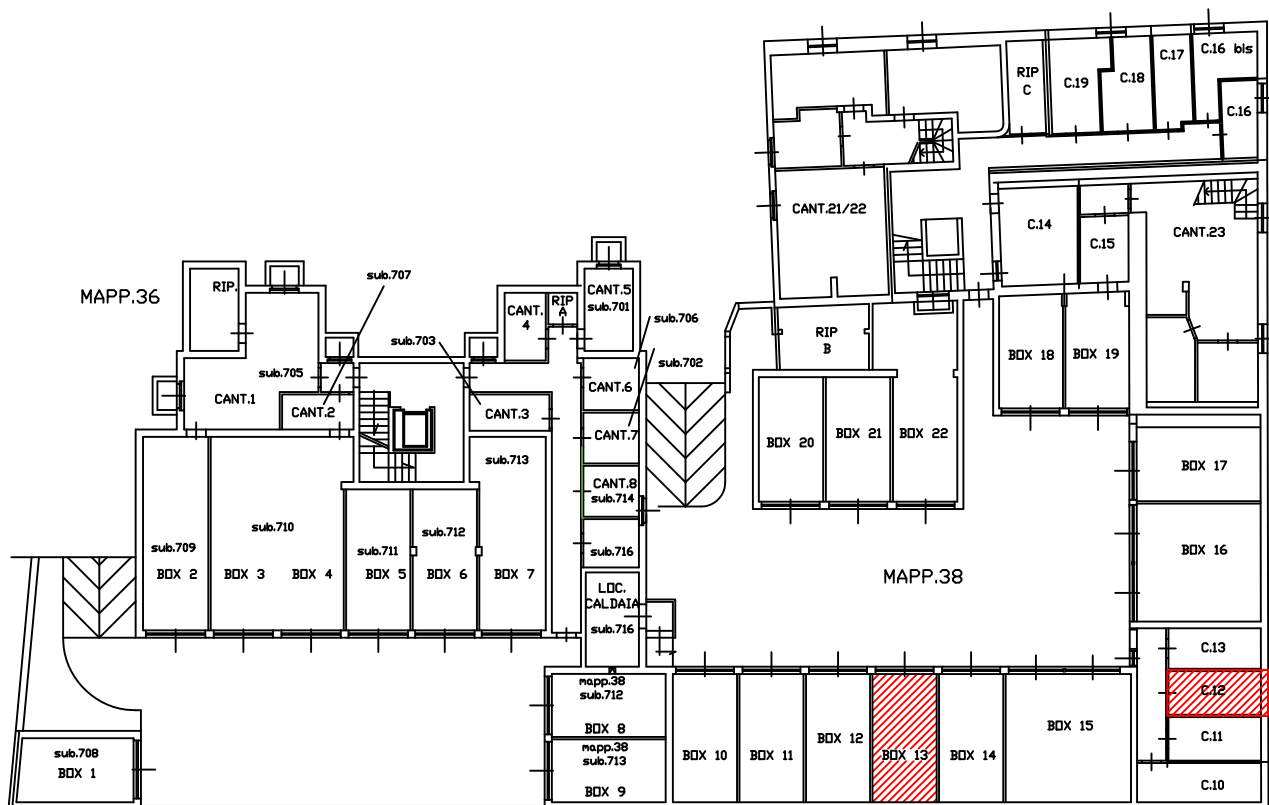 C.16 bis
C.17
RIP
C
C.19
C.18
C.16
CANT.21/22
C.14
C.15
CANT.23
MAPP.36
RIP.
sub.707
CANT.5
sub.701
CANT.
4
RIP
A
sub.706
sub.703
sub.702
RIP
B
BOX 18
BOX 19
sub.705
CANT.1
CANT.2
CANT.3
CANT.6
CANT.7
sub.713
CANT.8
sub.714
BOX 20
BOX 21
BOX 22
BOX 17
sub.710
sub.712
sub.709
sub.711
sub.716
BOX 16
BOX 2
BOX 3
BOX 4
BOX 5
BOX 6
BOX 7
MAPP.38
LOC.
CALDAIA
sub.716
C.13
C.12
C.11
C.10
mapp.38
sub.712
BOX 8
mapp.38
sub.713
BOX 9
BOX 10
BOX 11
BOX 12
BOX 13
BOX 14
BOX 15
sub.708
BOX 1